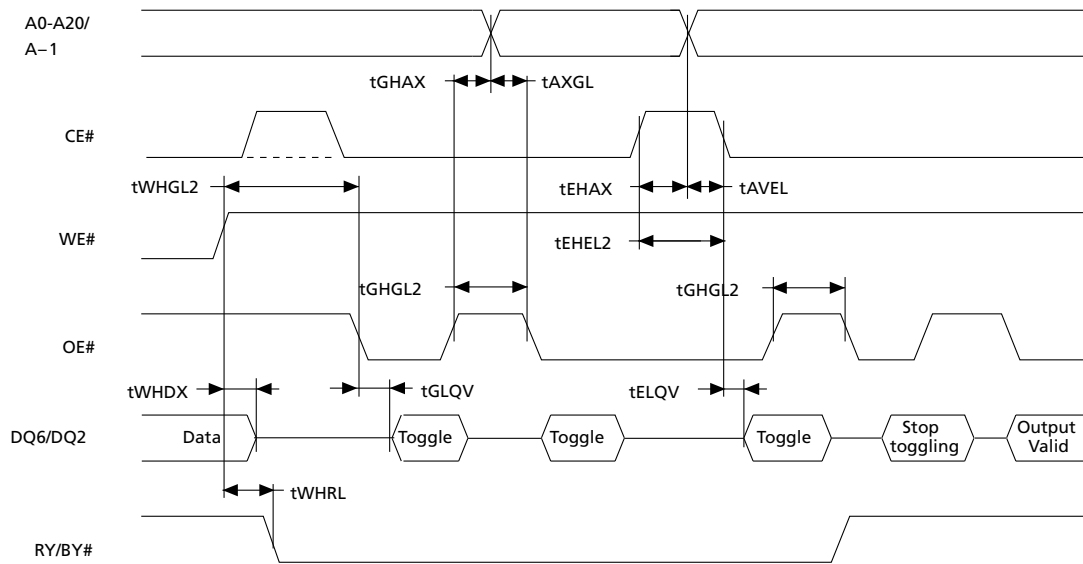 A0-A20/
A–1
tGHAX
tAXGL
CE#
tWHGL2
tEHAX
tAVEL
WE#
tEHEL2
tGHGL2
tGHGL2
OE#
tWHDX
tGLQV
tELQV
DQ6/DQ2
Data
Toggle
Toggle
Toggle
Stop
toggling
Output
Valid
tWHRL
RY/BY#